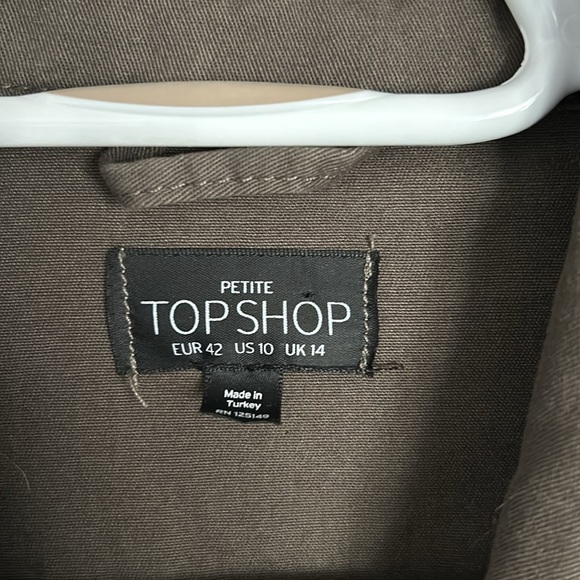 PETITE
TOPSHOP
EUR 42 US 10 UK 14
Made in
Turkey
RN 125149